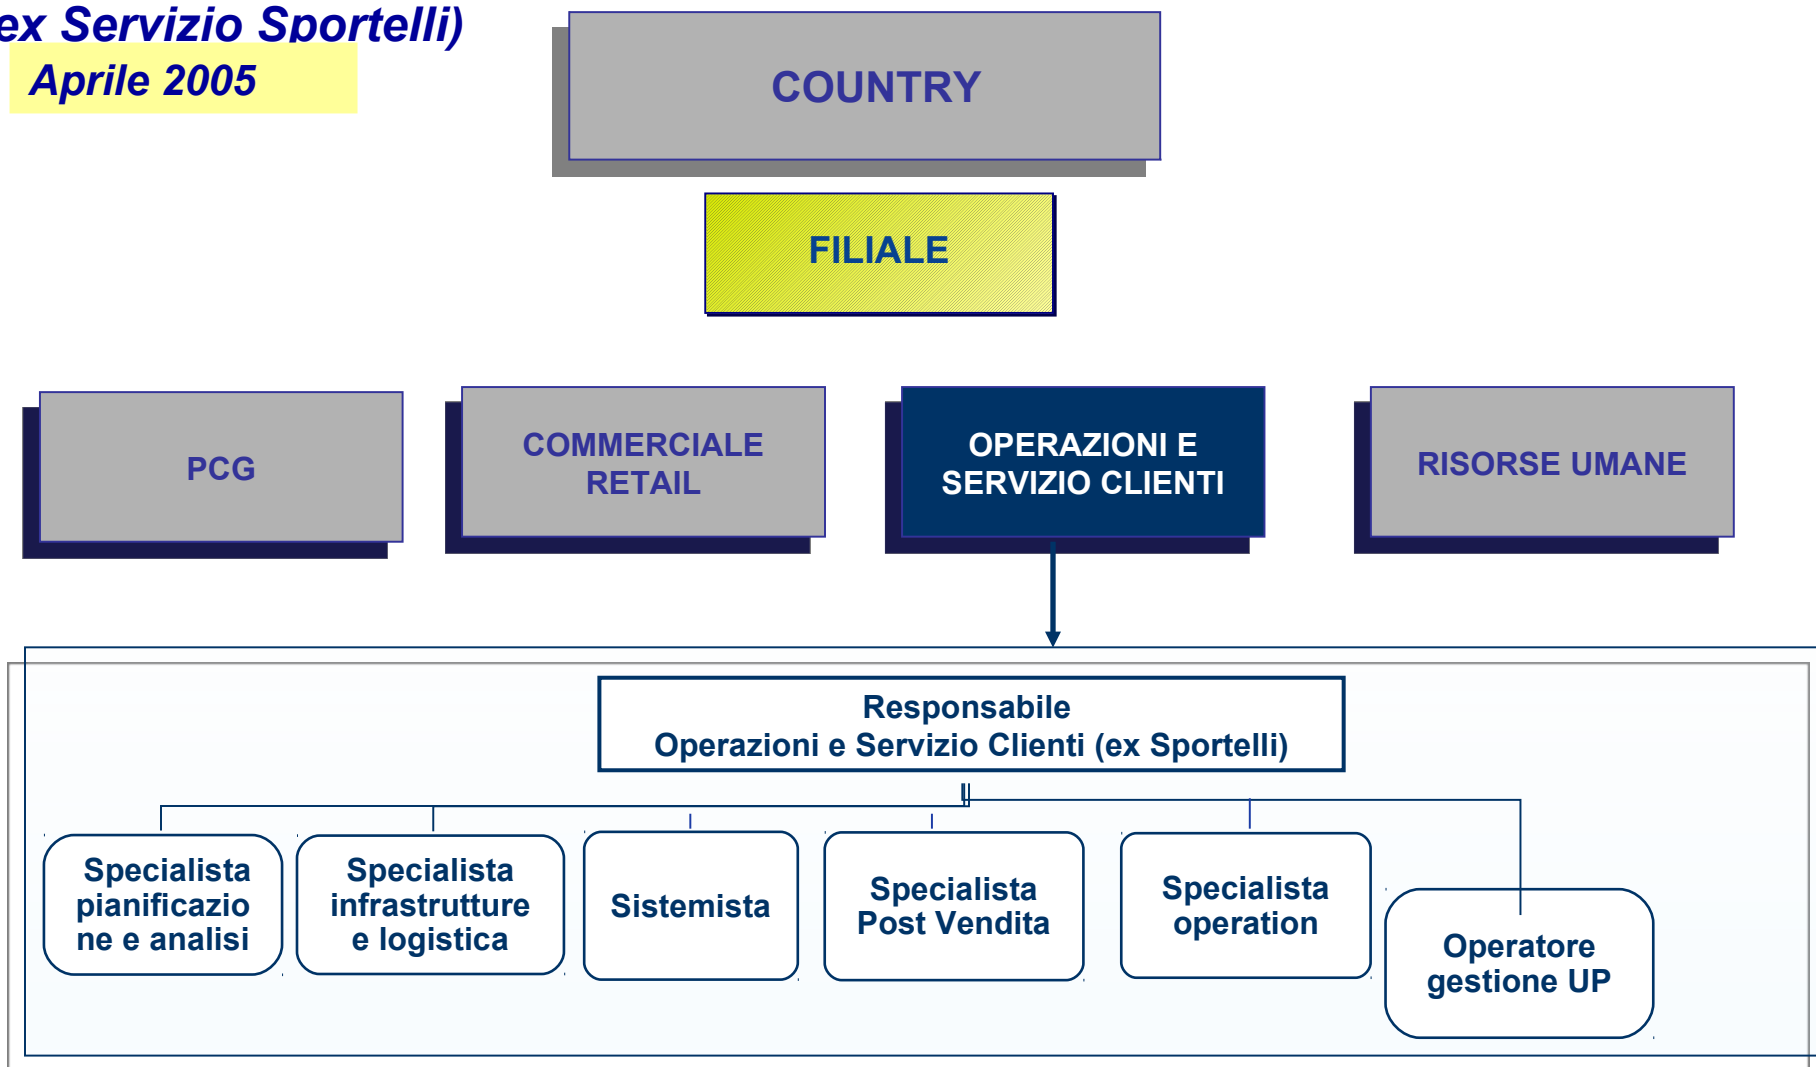 ex Servizio Sportelli)
Aprile 2005
COUNTRY
FILIALE
PCG
COMMERCIALE
RETAIL
OPERAZIONI E
SERVIZIO CLIENTI
RISORSE UMANE
Responsabile
Operazioni e Servizio Clienti (ex Sportelli)
Specialista
pianificazio
ne e analisi
Specialista
infrastrutture
e logistica
Sistemista
Specialista
Post Vendita
Specialista
operation
Operatore
gestione UP